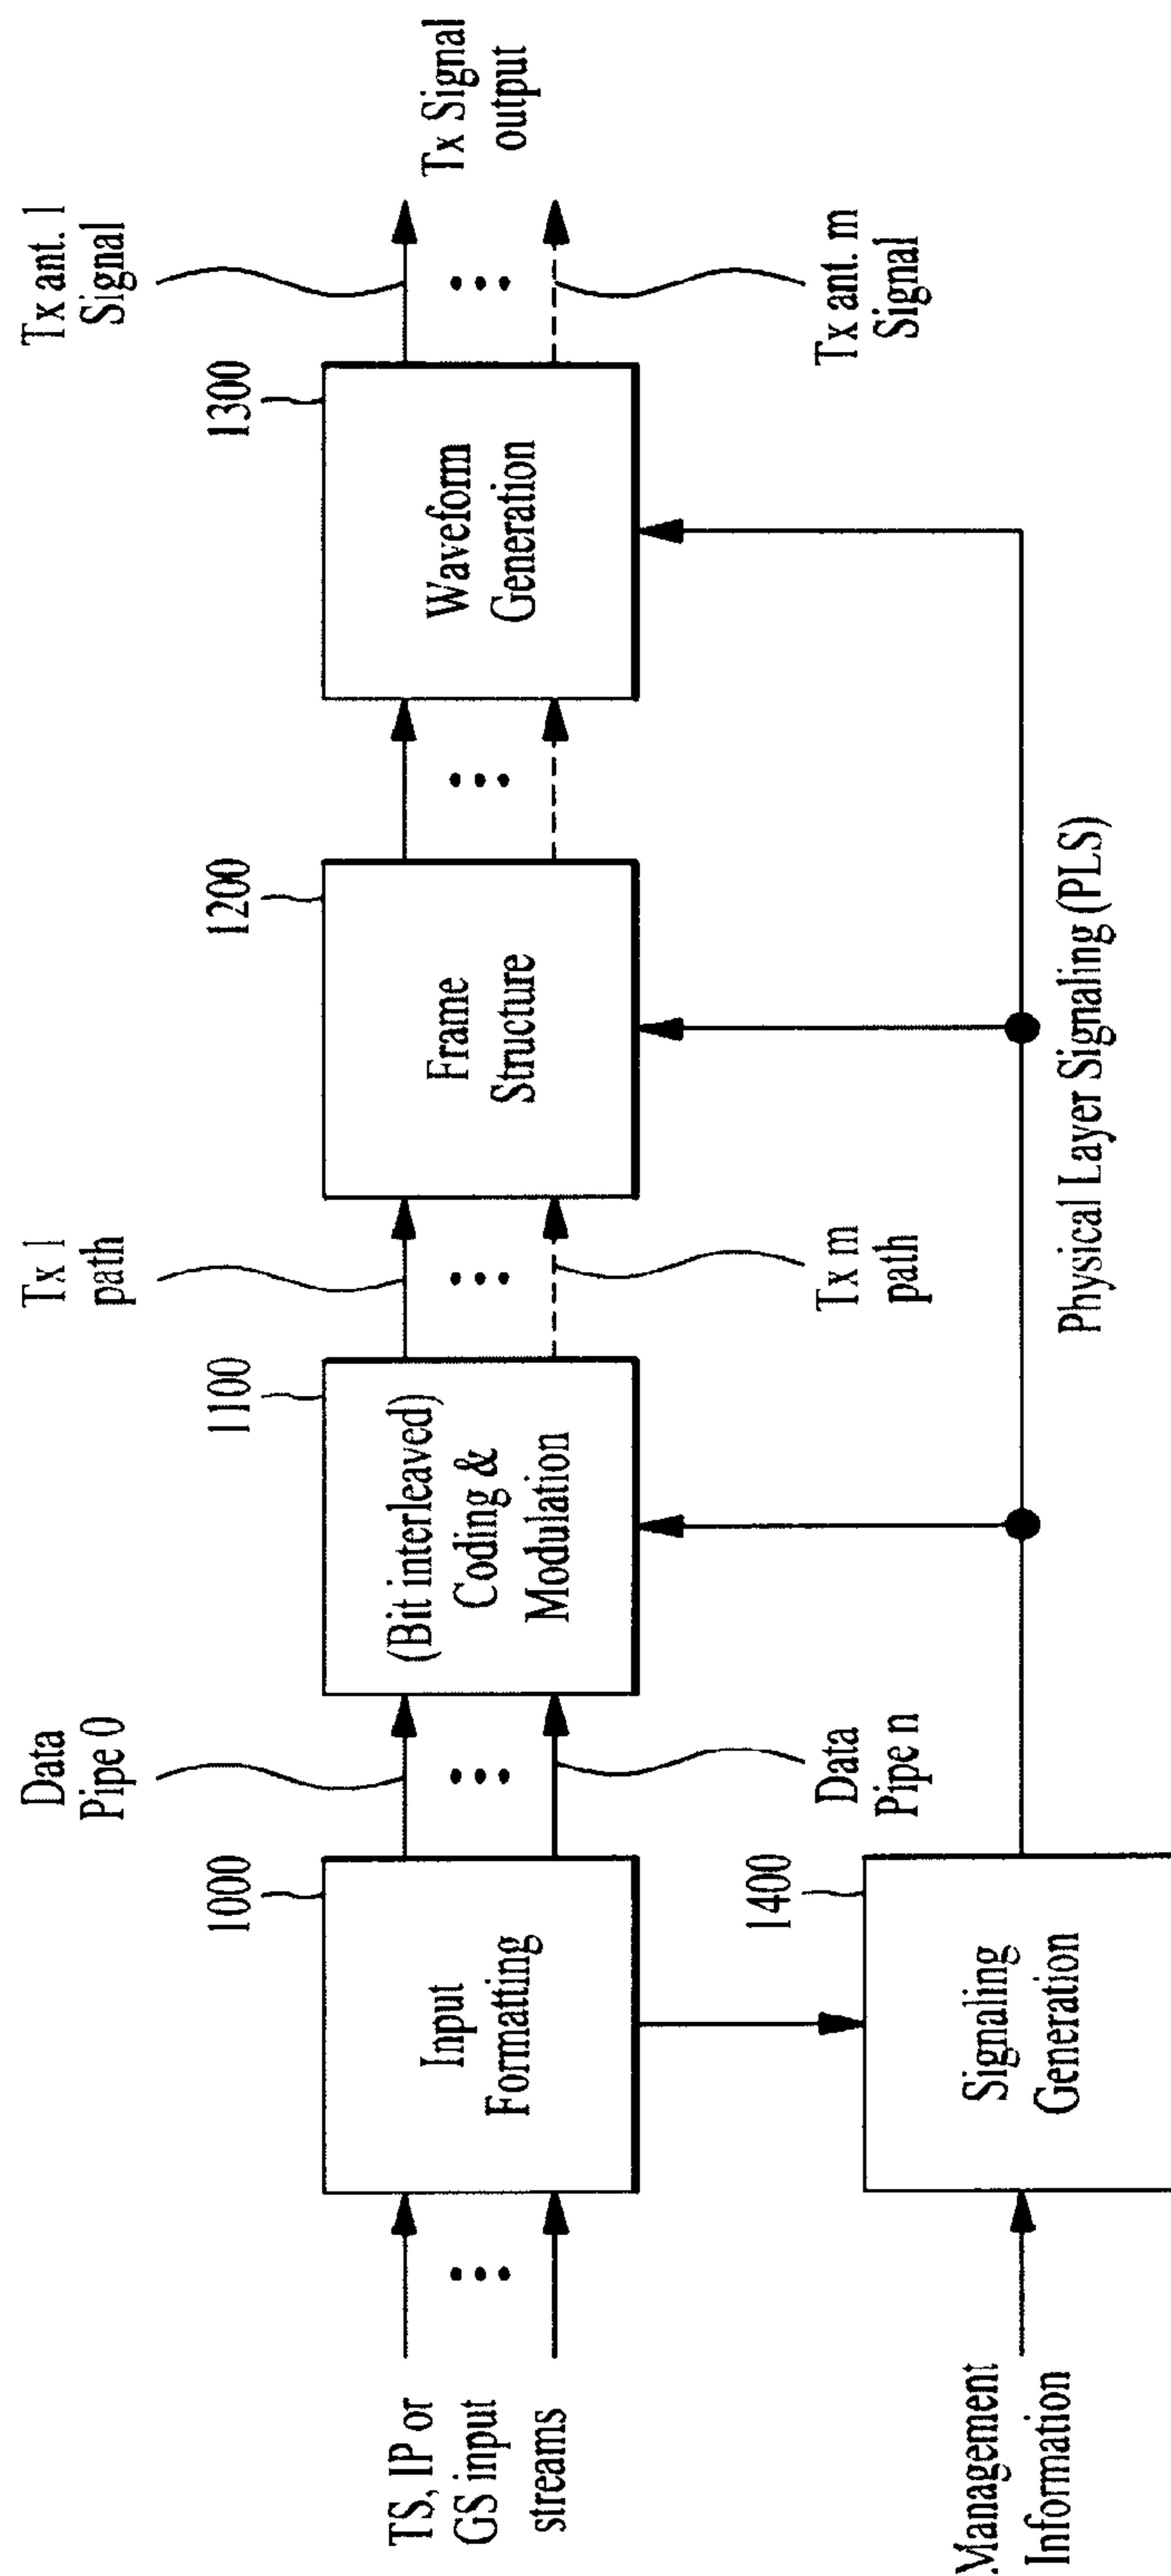 TS, IP or
GS input
streams
1000
Input
Formatting
Data
Pipe 0
Data
Pipe n
1100
(Bit interleaved)
Coding &
Modulation
Tx 1
path
Tx m
path
1200
Frame
Structure
1300
Waveform
Generation
Tx ant. 1
Signal
Tx ant. m
Signal
Tx Signal
output
Management
Information
1400
Signaling
Generation
Physical Layer Signaling (PLS)